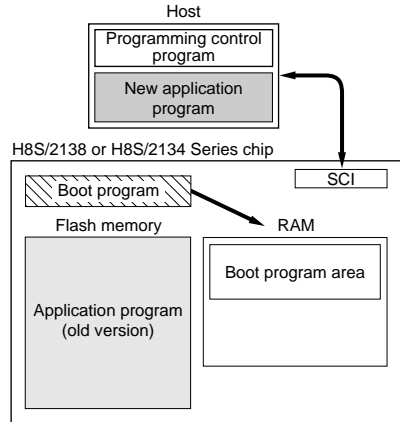 Host
Programming control
program
New application
program
H8S/2138 or H8S/2134 Series chip
SCI
Boot program
Flash memory
RAM
Boot program area
Application program
(old version)